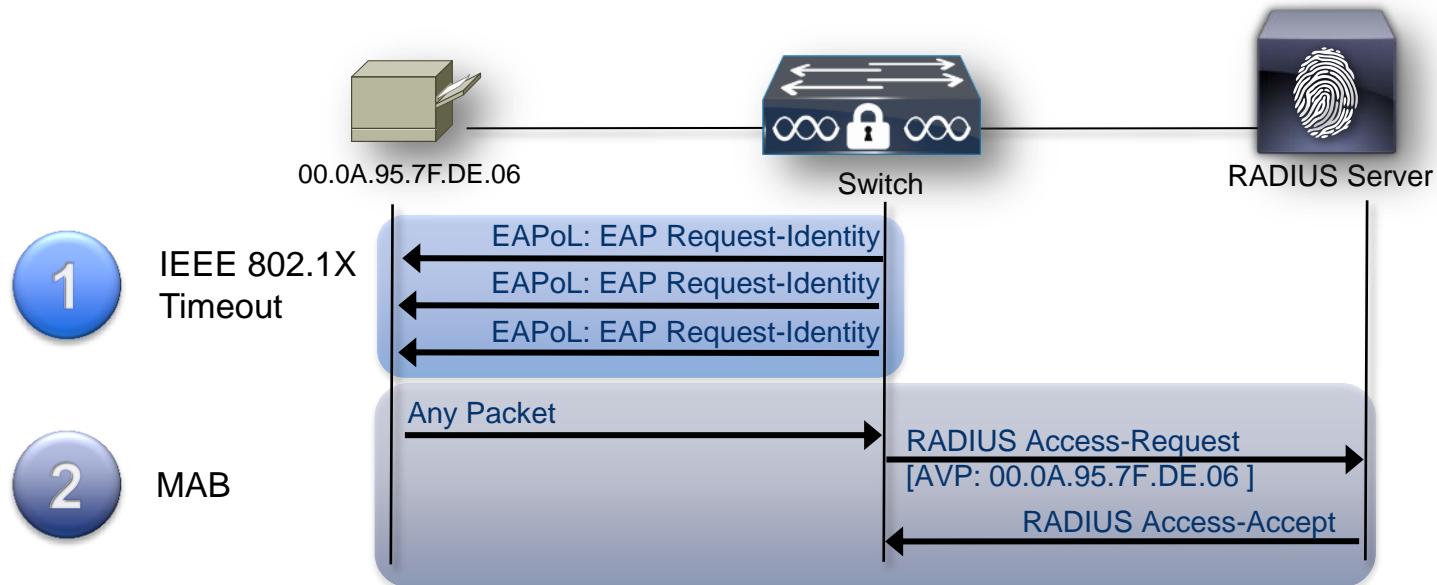 00.0A.95.7F.DE.06
Switch
RADIUS Server
1
IEEE 802.1X
Timeout
EAPoL: EAP Request-Identity
EAPoL: EAP Request-Identity
EAPoL: EAP Request-Identity
2
MAB
Any Packet
RADIUS Access-Request
[AVP: 00.0A.95.7F.DE.06 ]
RADIUS Access-Accept